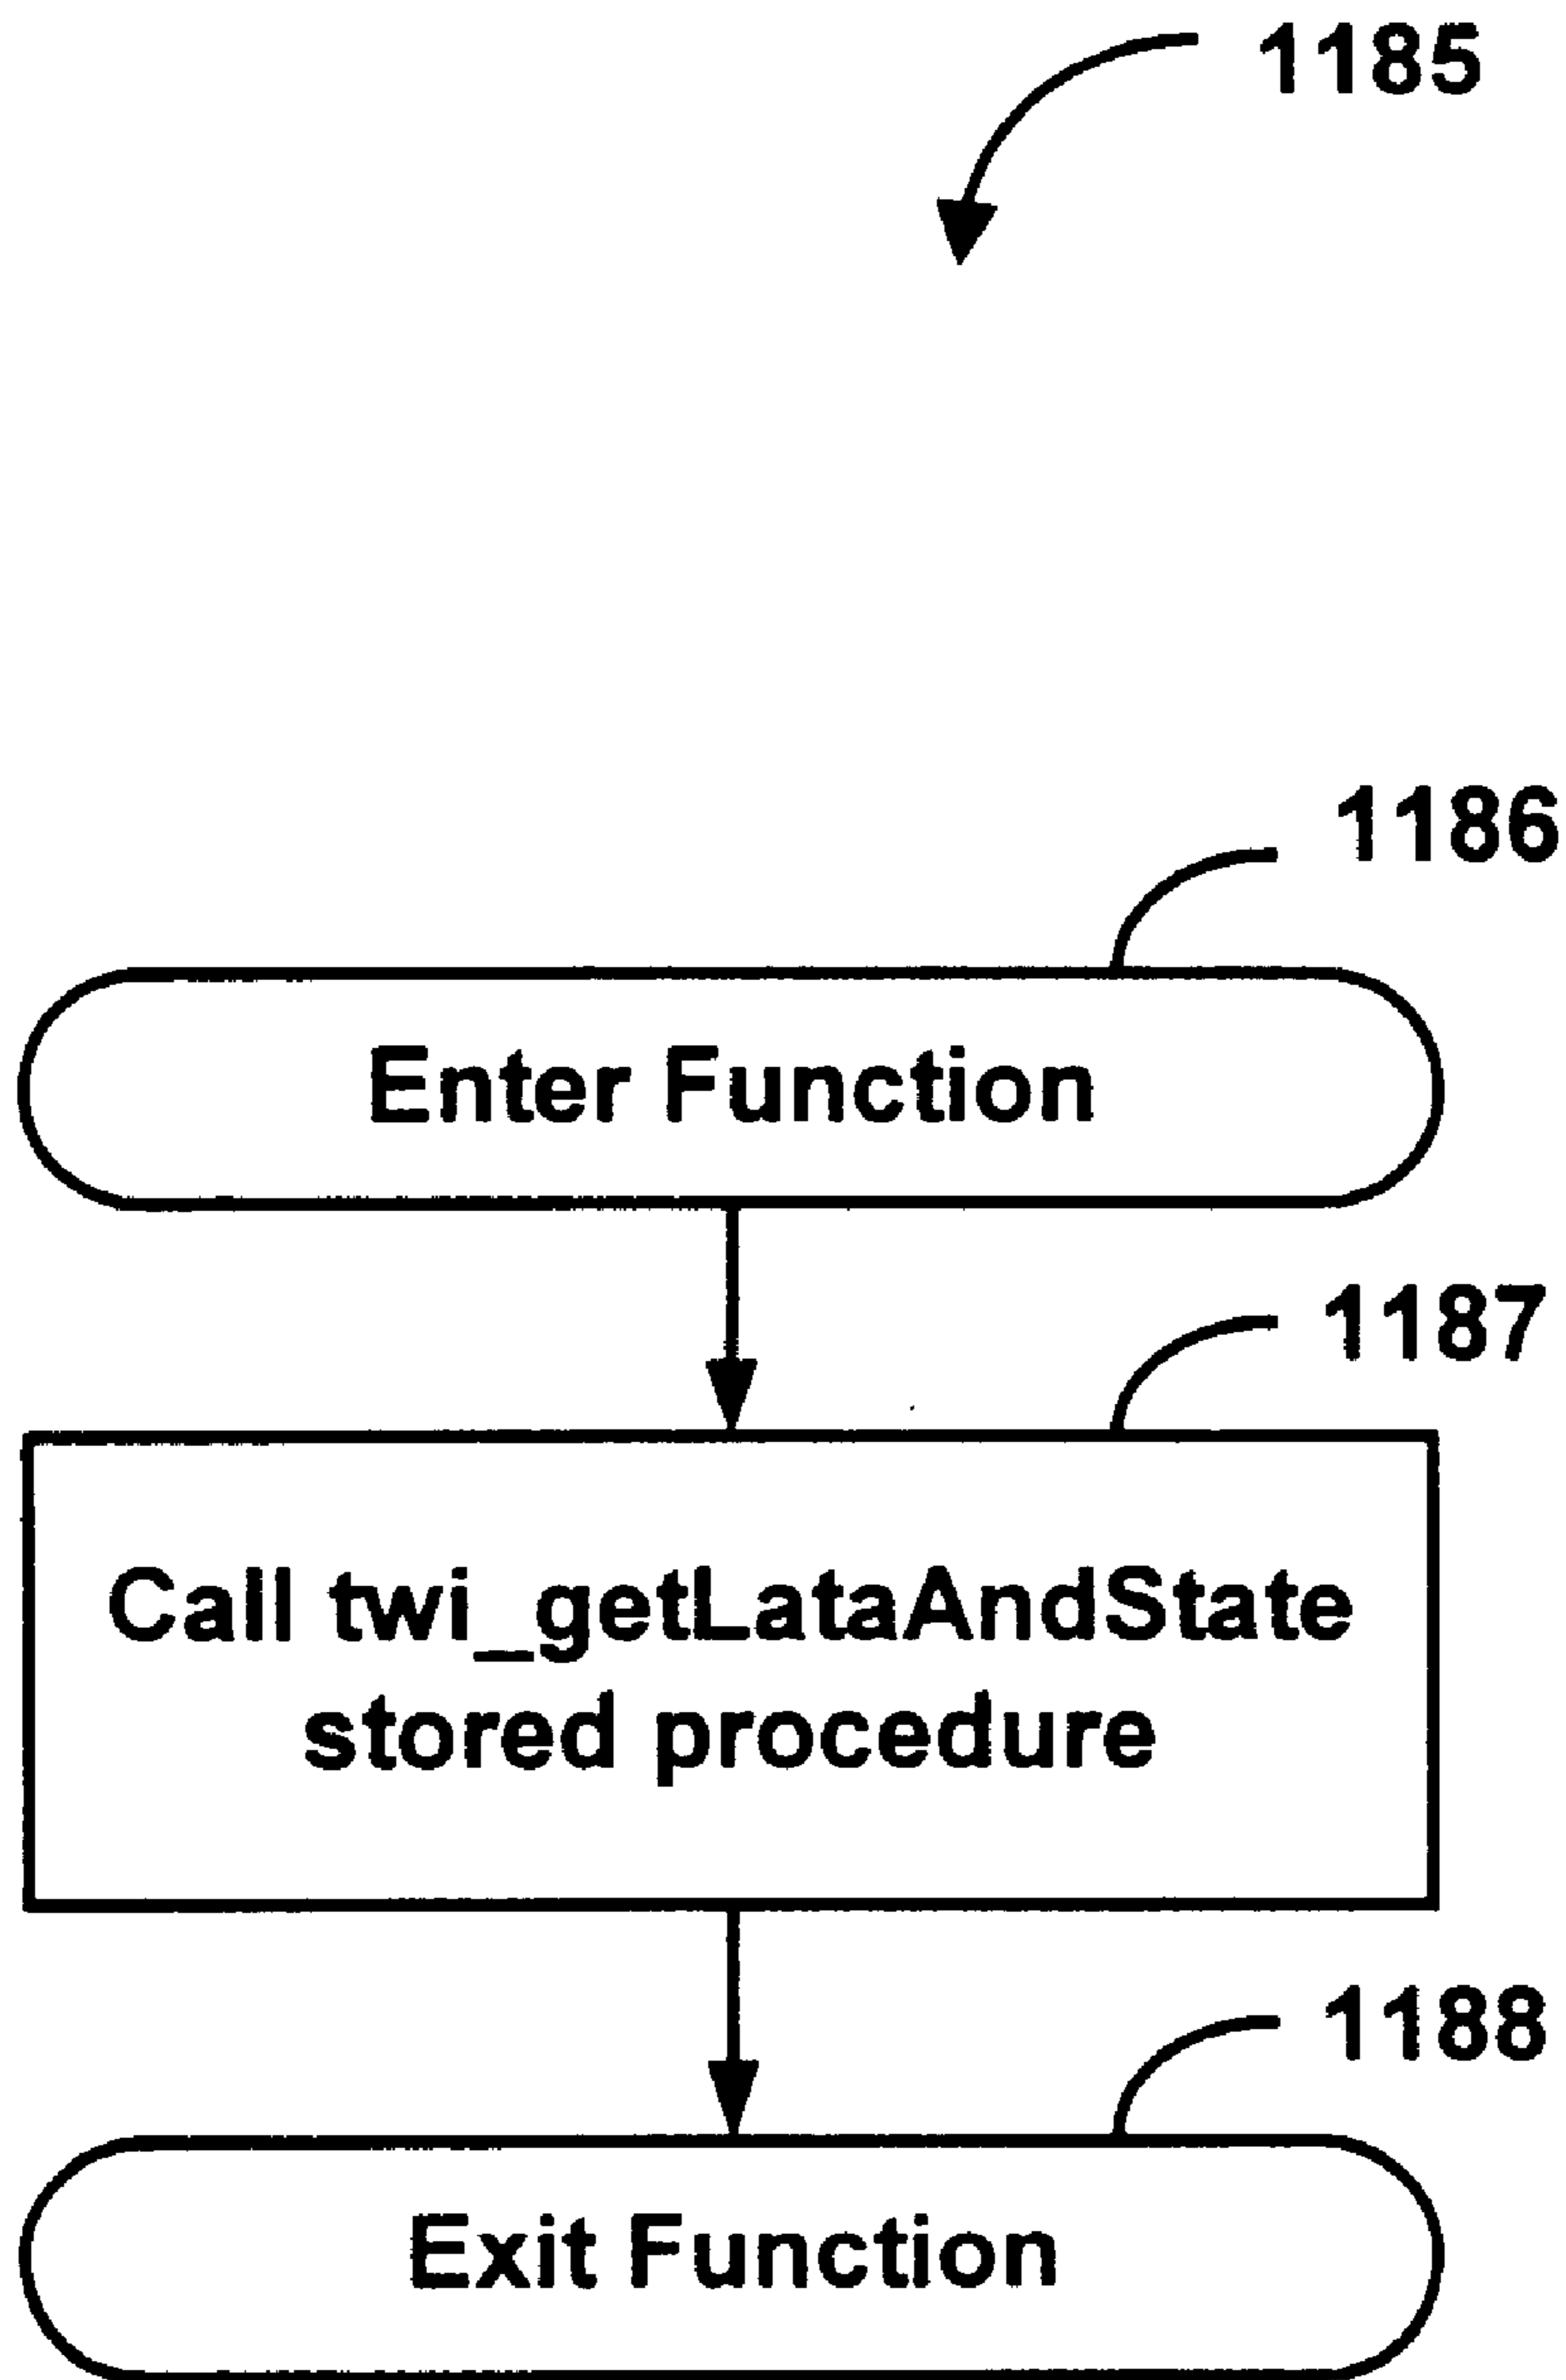 1185
1186
Enter Function
1187
Call twi_getLataAndState
stored procedure
1188
Exit Function